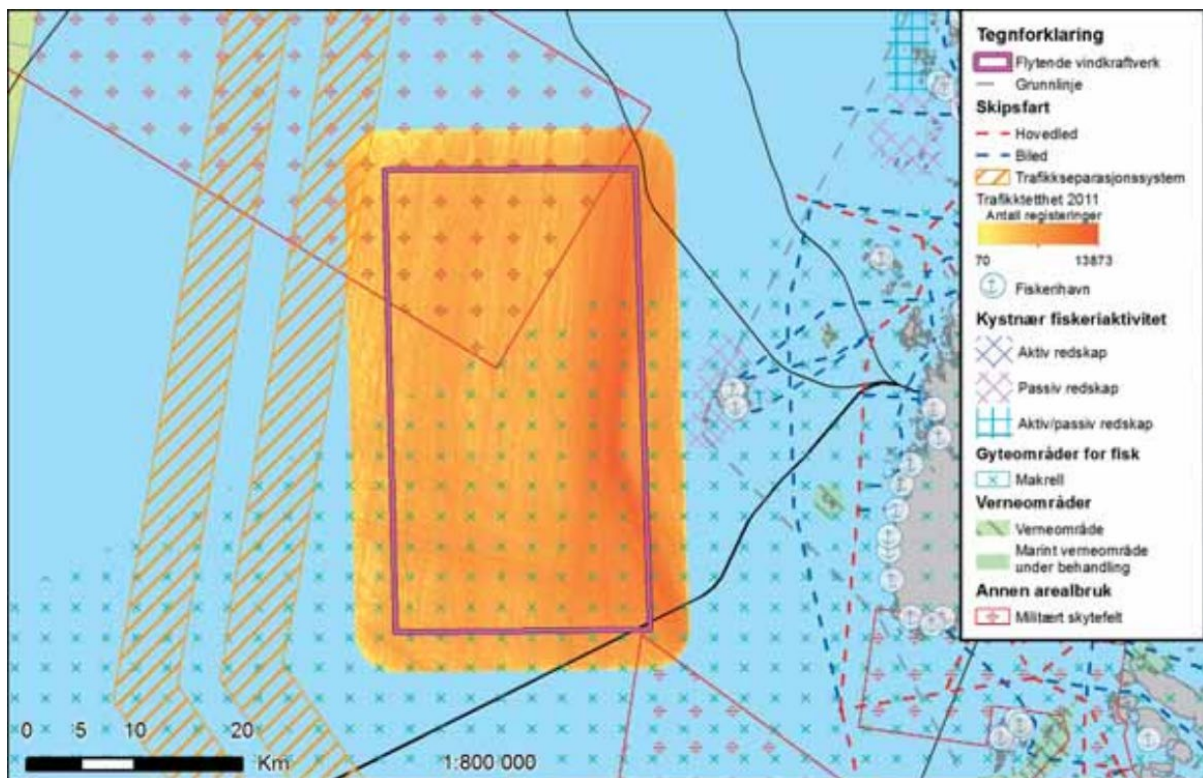 Tegnforklaring
Flytende vindkraftverk
Grunnlinje
Skipsfart
Hovedled
Biled
Trafikkseparasjonssystem
Trafikktetthet 2011
Antall registeringer
70 13873
Fiskerihavn
Kystnær fiskeriaktivitet
Aktiv redskap
Passiv redskap
Aktiv/passiv redskap
Gyteområder for fisk
Makrell
Verneområder
Verneområde
Marint verneområde
under behandling
Annen arealbruk
Militært skytefelt
0 5 10 20
Km 1:800 000